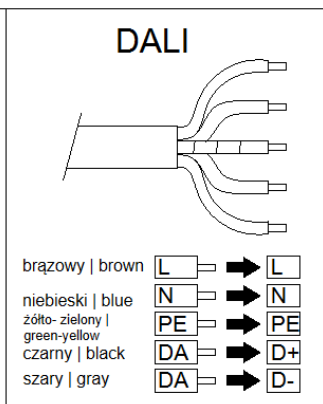 DALI
brązowy | brown L L
niebieski | blue N N
żółto- zielony |
green-yellow PE PE
czarny | black DA D+
szary | gray DA D-